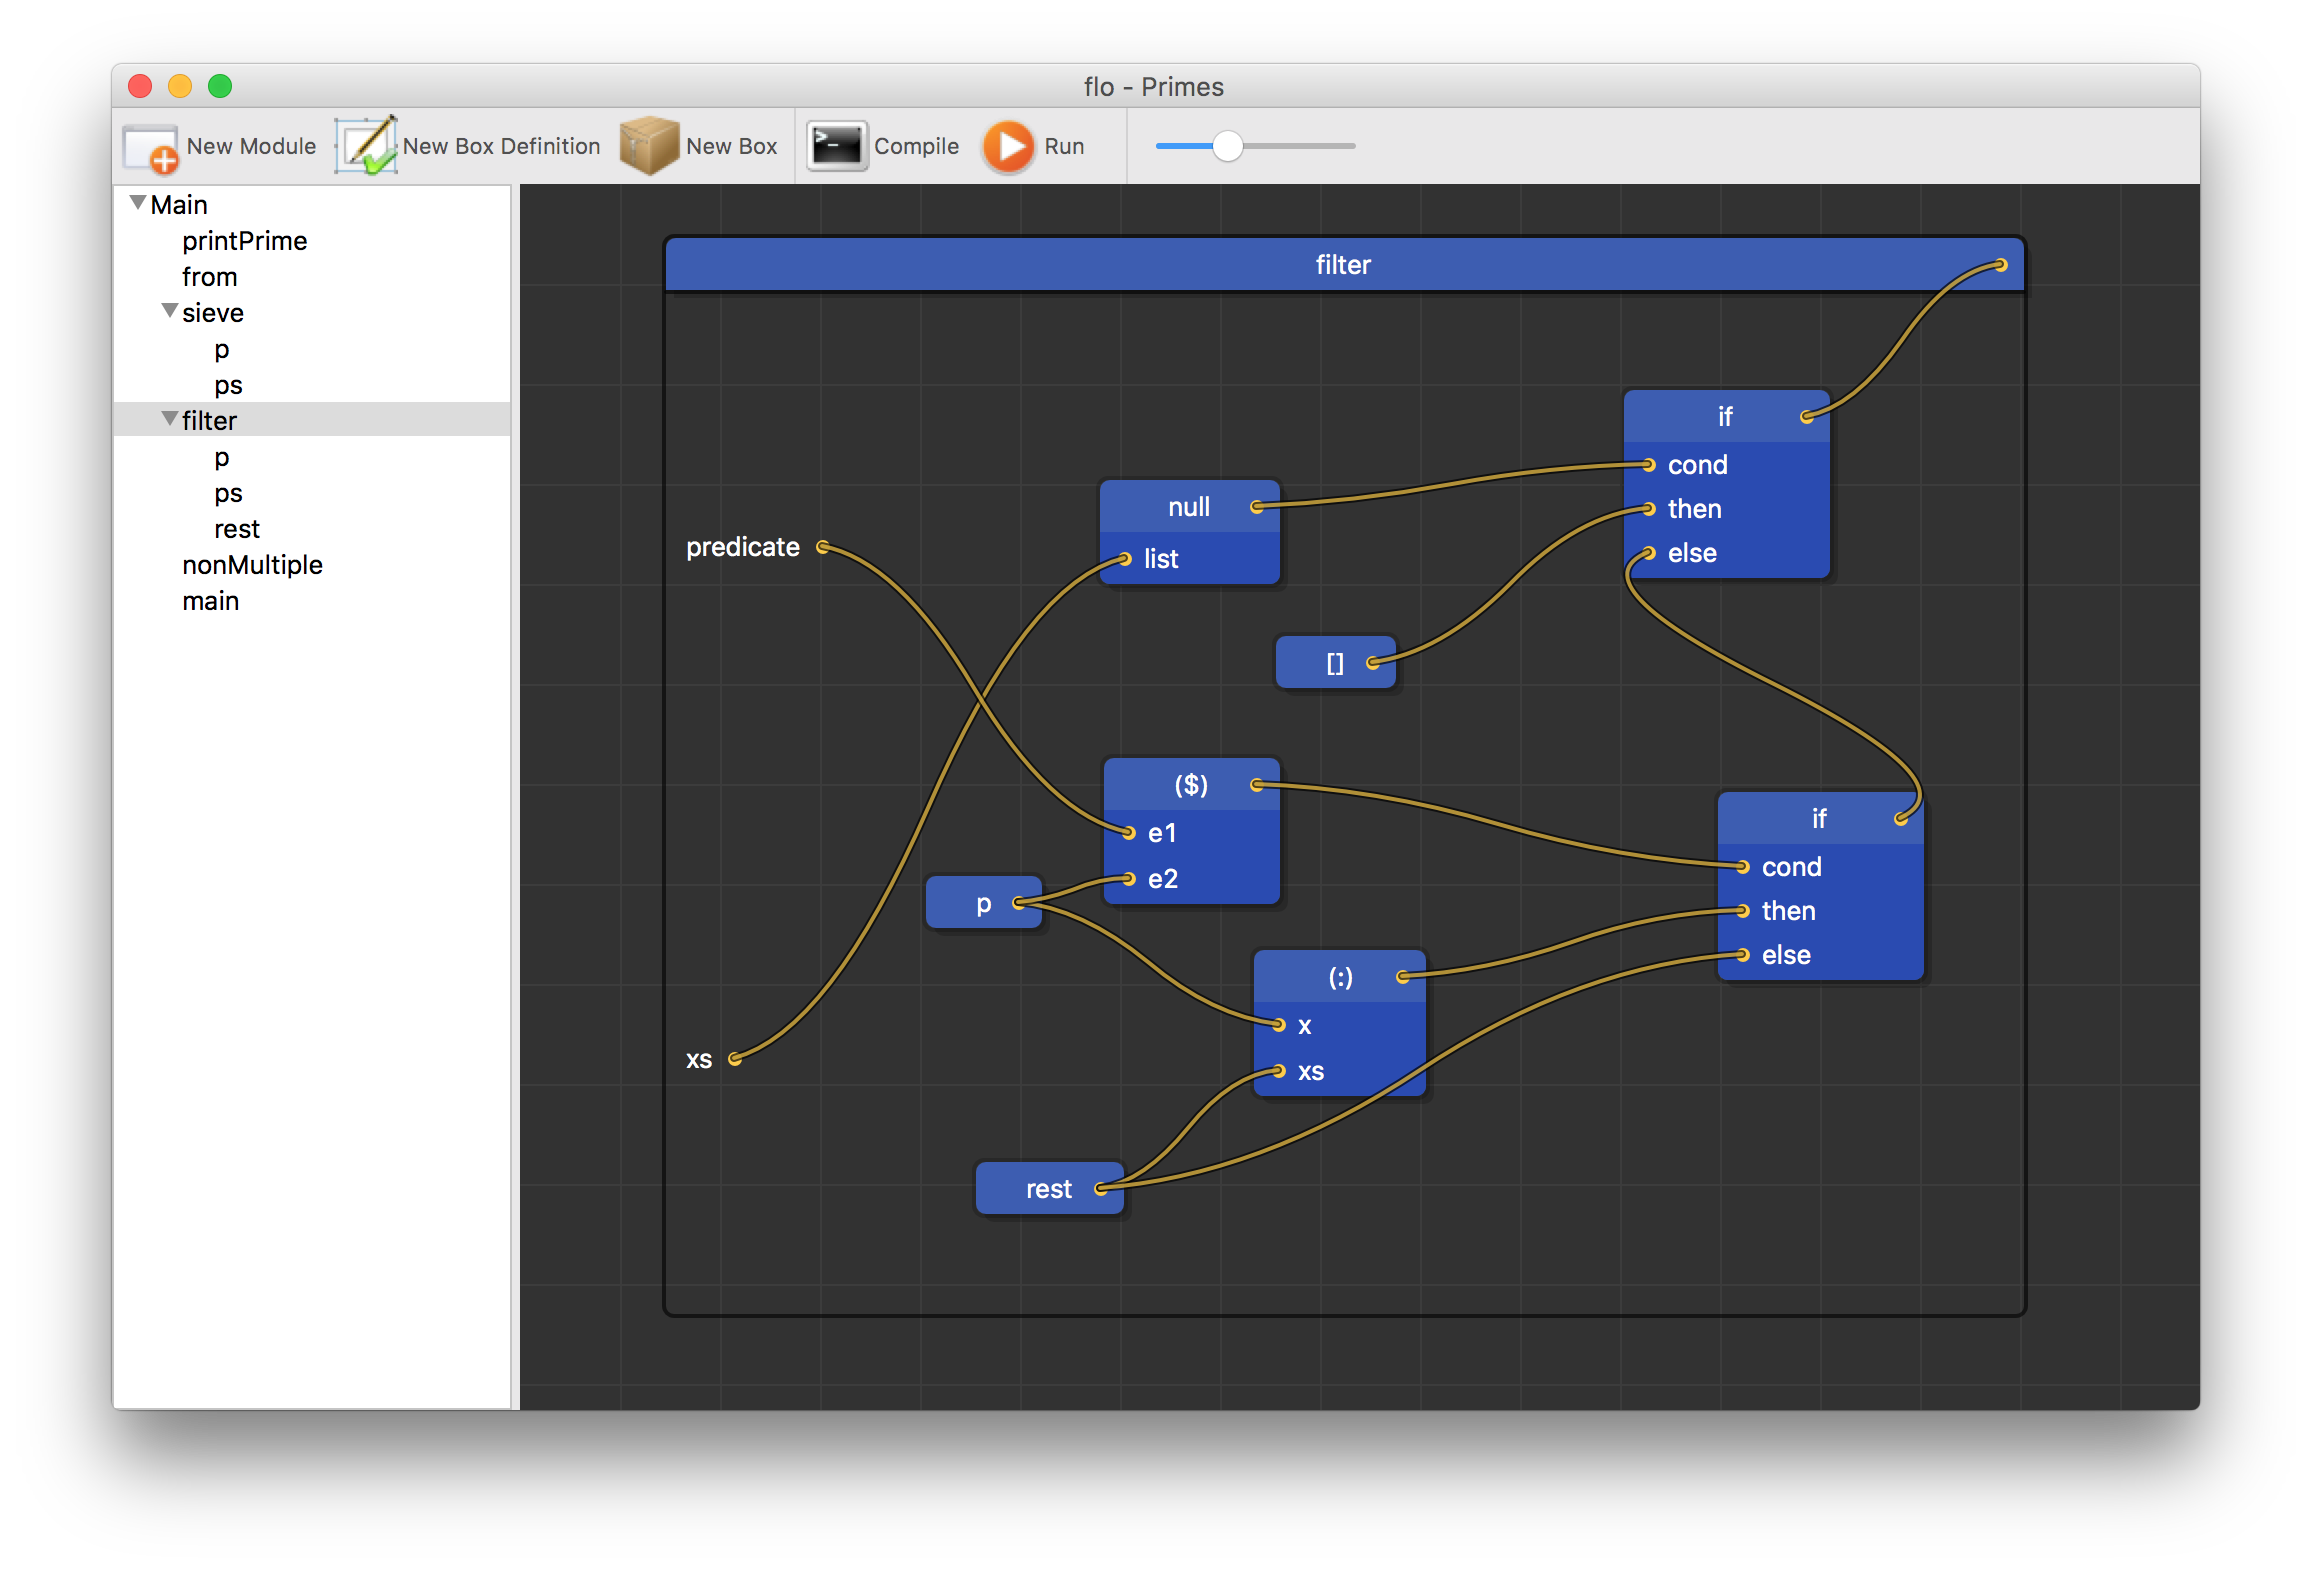 flo - Primes
New Module New Box Definition New Box Compile Run
Main
printPrime
from
sieve
p
ps
filter
p
ps
rest
nonMultiple
main
filter
if
cond
then
else
null
list
predicate
[]
($)
e1
e2
if
cond
then
else
p
(:)
x
xs
xs
rest